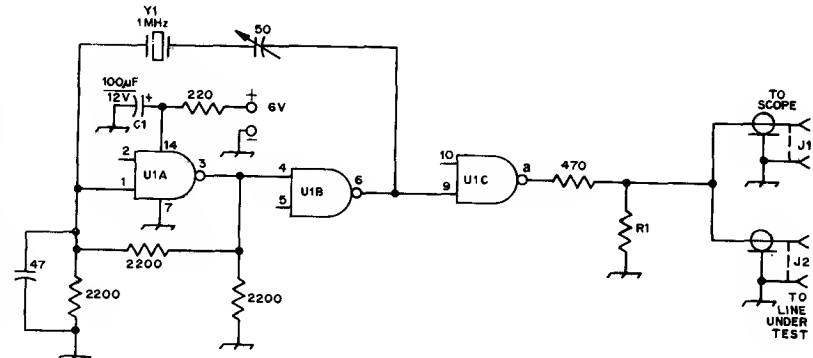 Y1
1MHz
50
100µF
12V
C1
+
220
+
6V
−
14
2
1
U1A
3
7
4
5
U1B
6
10
9
U1C
8
470
R1
TO
SCOPE
J1
J2
TO
LINE
UNDER
TEST
47
2200
2200
2200